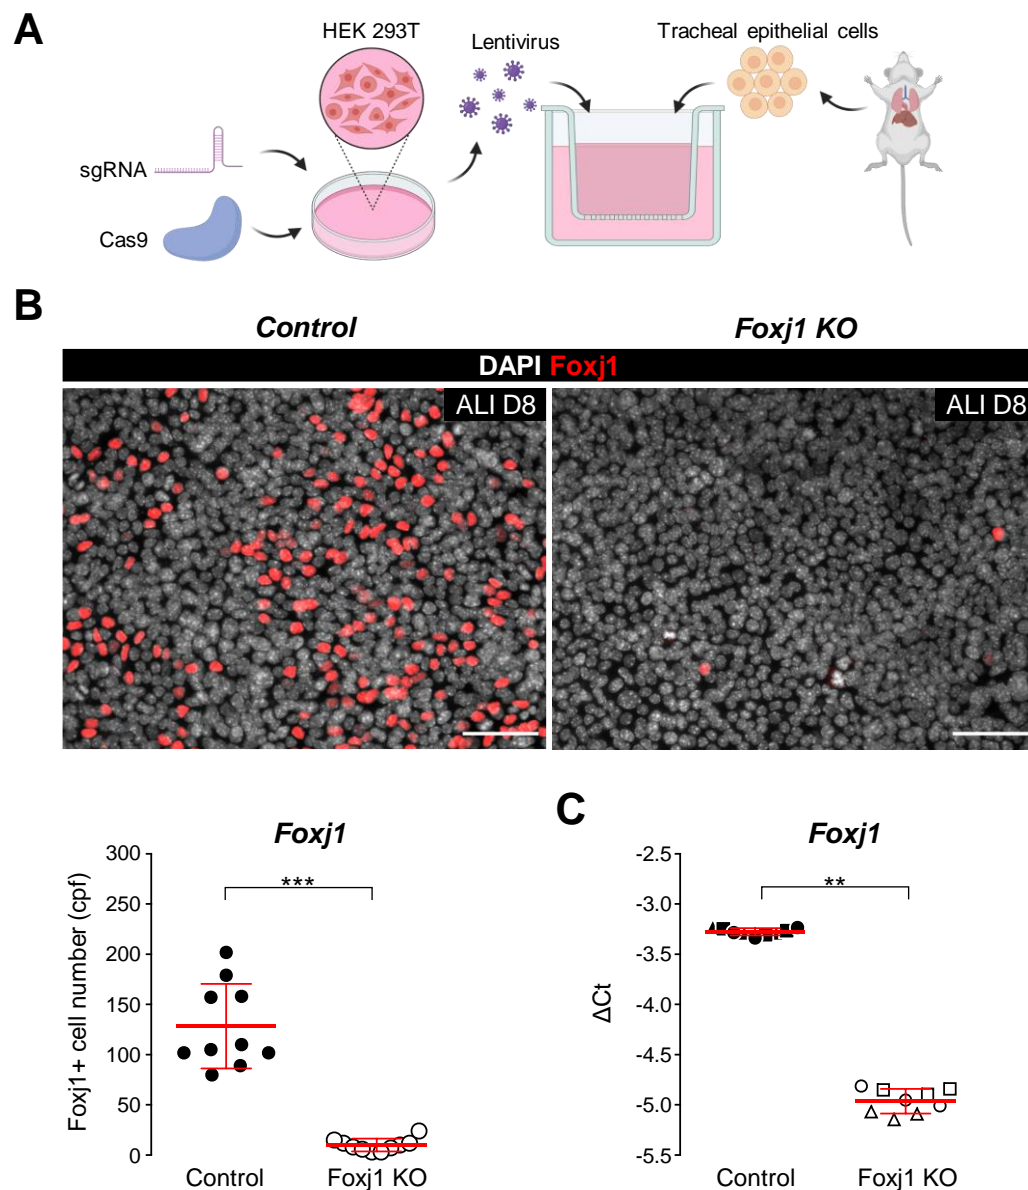 A
HEK 293T
Lentivirus
Tracheal epithelial cells
sgRNA
Cas9
B
Control
Foxj1 KO
DAPI Foxj1
ALI D8
ALI D8
Foxj1
300
250
200
150
100
50
0
Foxj1+ cell number (cpf)
***
Control
Foxj1 KO
C
Foxj1
-2.5
-3.0
-3.5
-4.0
-4.5
-5.0
-5.5
ΔCt
**
Control
Foxj1 KO